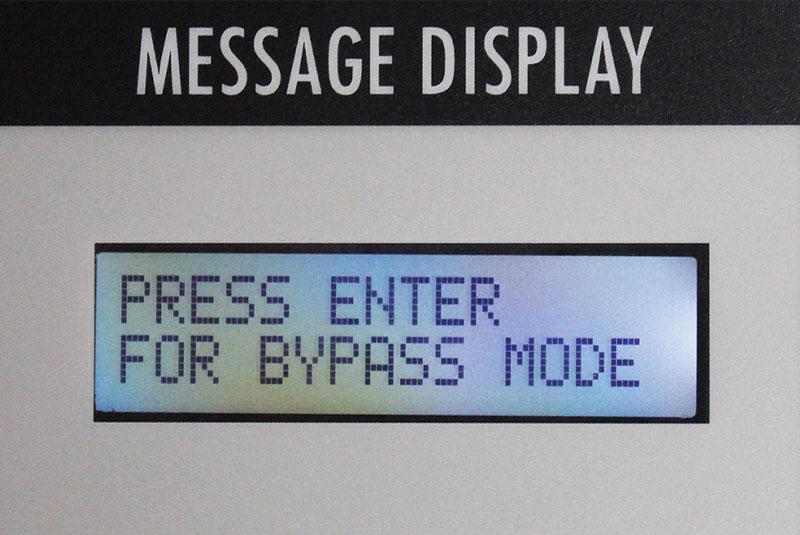 MESSAGE DISPLAY
PRESS ENTER
FOR BYPASS MODE